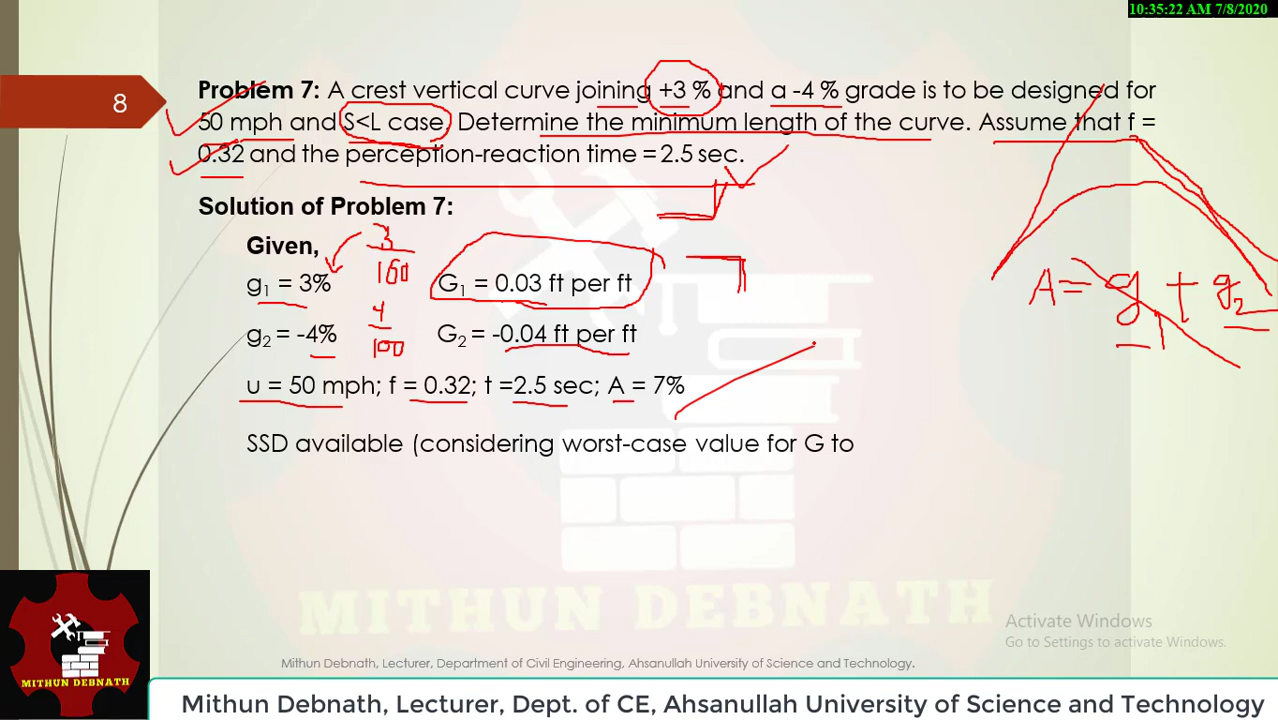 10:35:22 AM 7/8/2020
8
Problem 7: A crest vertical curve joining +3 % and a -4 % grade is to be designed for
50 mph and S<L case. Determine the minimum length of the curve. Assume that f =
0.32 and the perception-reaction time = 2.5 sec.
Solution of Problem 7:
Given,
g₁ = 3% 3/100 G₁ = 0.03 ft per ft
A = g₁ + g₂
g₂ = -4% 4/100 G₂ = -0.04 ft per ft
u = 50 mph; f = 0.32; t =2.5 sec; A = 7%
SSD available (considering worst-case value for G to
MITHUN DEBNATH
Activate Windows
Go to Settings to activate Windows.
Mithun Debnath, Lecturer, Department of Civil Engineering, Ahsanullah University of Science and Technology.
MITHUN DEBNATH
Mithun Debnath, Lecturer, Dept. of CE, Ahsanullah University of Science and Technology